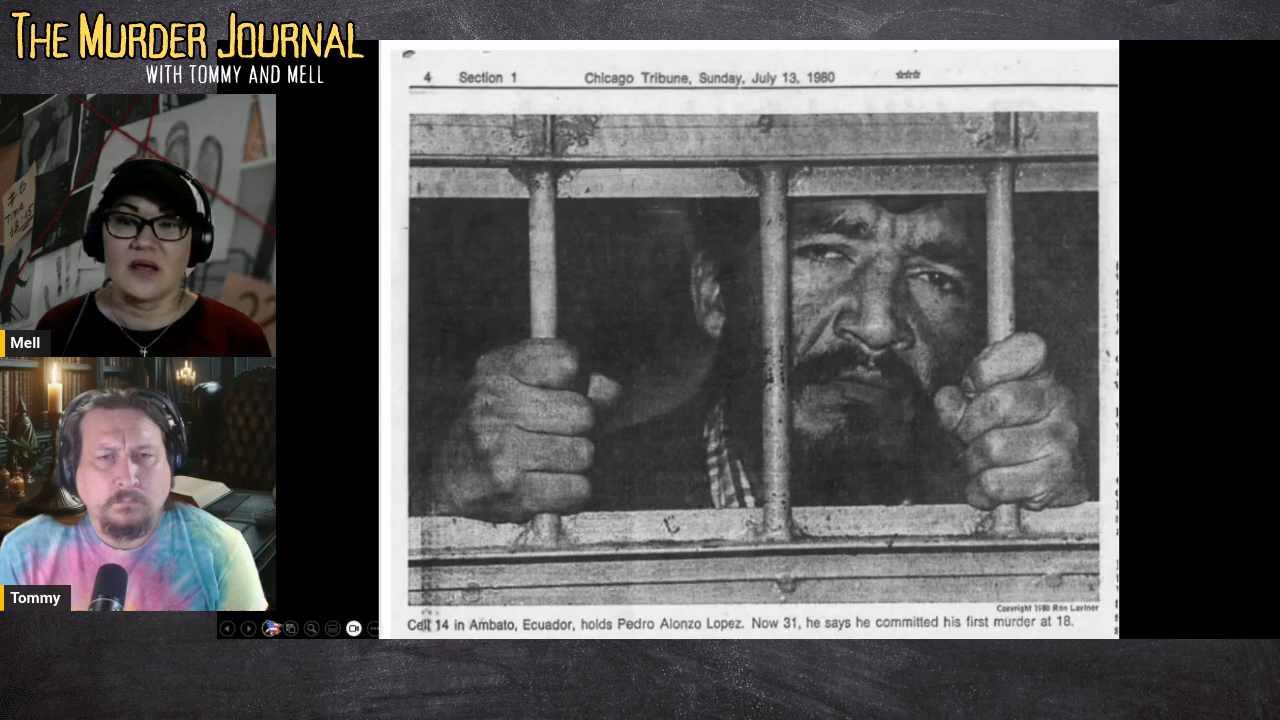 THE MURDER JOURNAL
WITH TOMMY AND MELL
4 Section 1 Chicago Tribune, Sunday, July 13, 1980
Mell
Tommy
Copyright 1980 Ron Laytner
Cell 14 in Ambato, Ecuador, holds Pedro Alonzo Lopez. Now 31, he says he committed his first murder at 18.